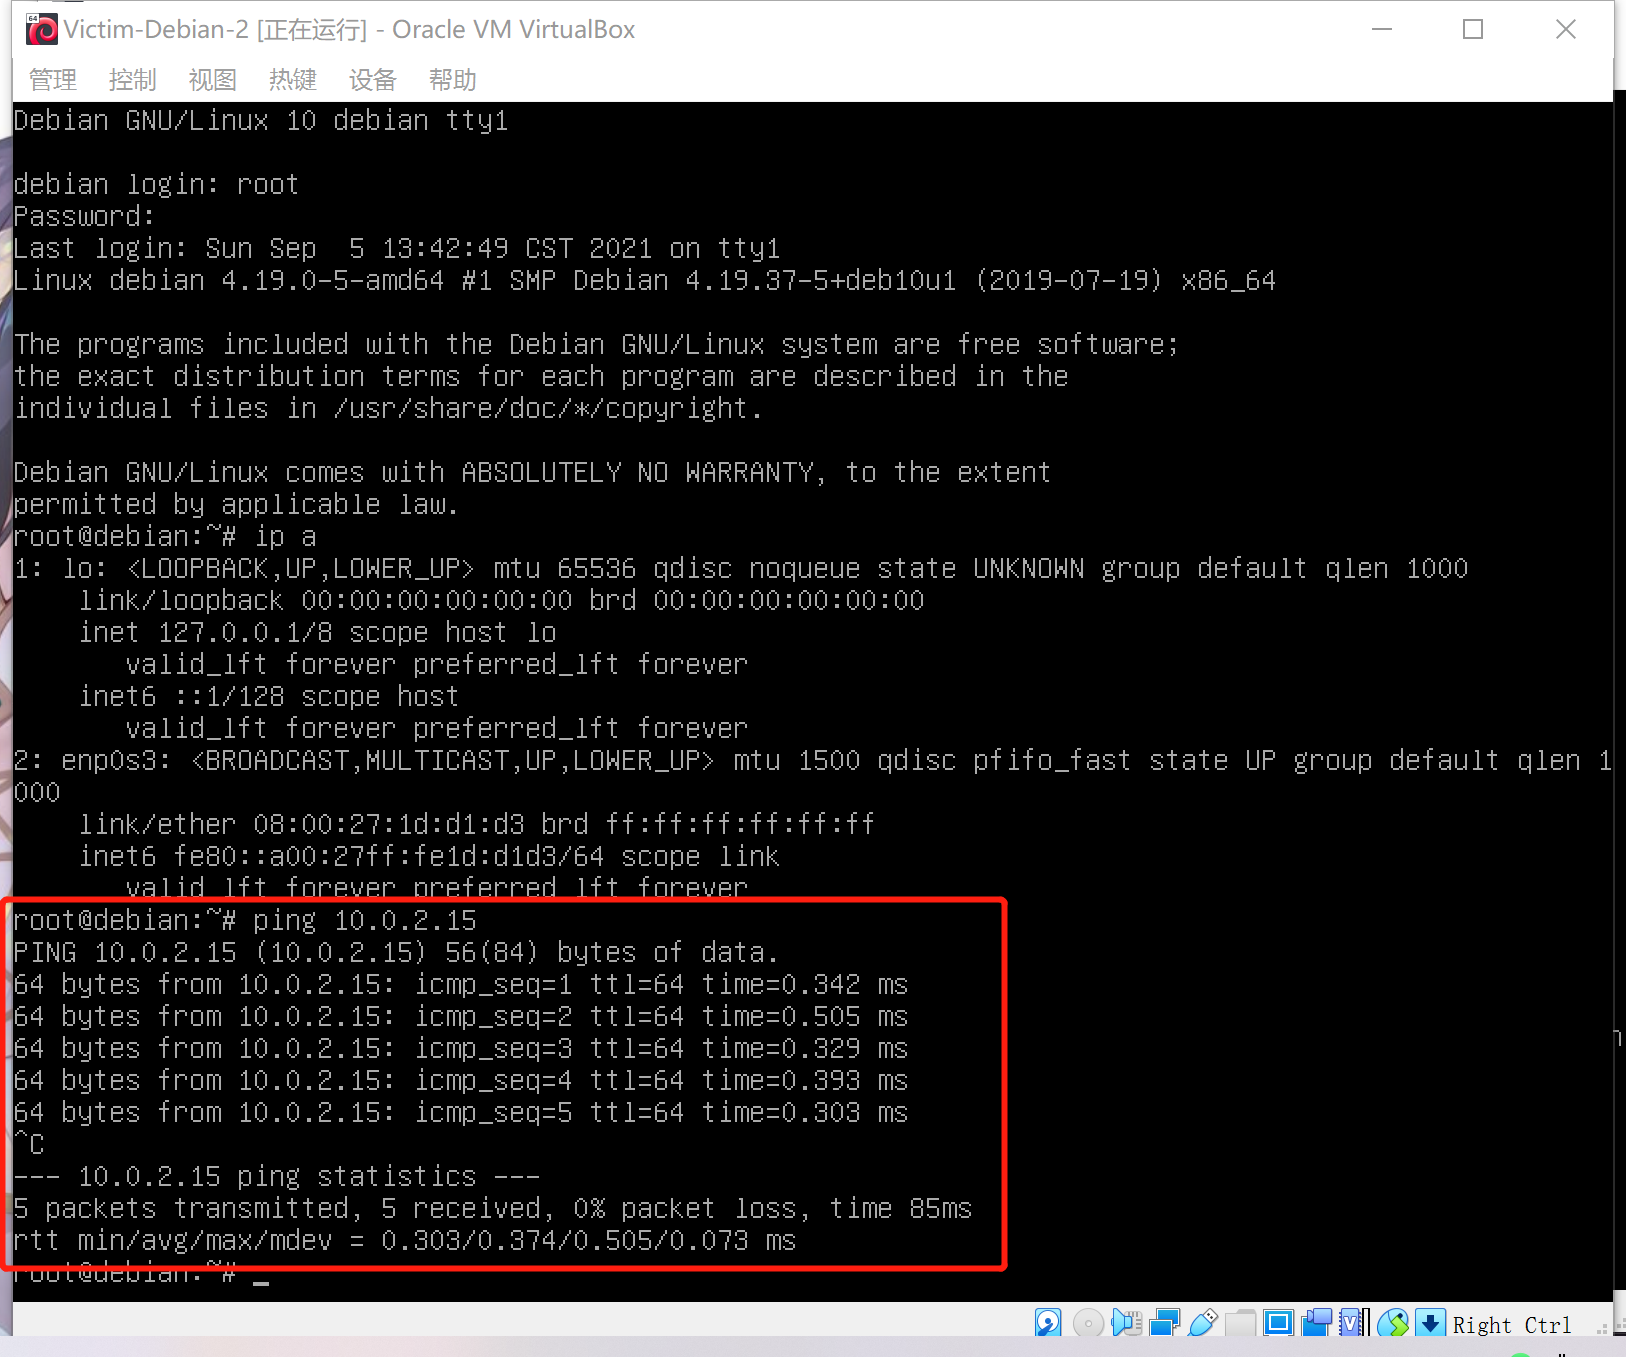 Victim-Debian-2 [正在运行] - Oracle VM VirtualBox
管理 控制 视图 热键 设备 帮助
Debian GNU/Linux 10 debian tty1
debian login: root
Password:
Last login: Sun Sep  5 13:42:49 CST 2021 on tty1
Linux debian 4.19.0-5-amd64 #1 SMP Debian 4.19.37-5+deb10u1 (2019-07-19) x86_64
The programs included with the Debian GNU/Linux system are free software;
the exact distribution terms for each program are described in the
individual files in /usr/share/doc/*/copyright.
Debian GNU/Linux comes with ABSOLUTELY NO WARRANTY, to the extent
permitted by applicable law.
root@debian:~# ip a
1: lo: <LOOPBACK,UP,LOWER_UP> mtu 65536 qdisc noqueue state UNKNOWN group default qlen 1000
    link/loopback 00:00:00:00:00:00 brd 00:00:00:00:00:00
    inet 127.0.0.1/8 scope host lo
       valid_lft forever preferred_lft forever
    inet6 ::1/128 scope host
       valid_lft forever preferred_lft forever
2: enp0s3: <BROADCAST,MULTICAST,UP,LOWER_UP> mtu 1500 qdisc pfifo_fast state UP group default qlen 1
000
    link/ether 08:00:27:1d:d1:d3 brd ff:ff:ff:ff:ff:ff
    inet6 fe80::a00:27ff:fe1d:d1d3/64 scope link
       valid_lft forever preferred_lft forever
root@debian:~# ping 10.0.2.15
PING 10.0.2.15 (10.0.2.15) 56(84) bytes of data.
64 bytes from 10.0.2.15: icmp_seq=1 ttl=64 time=0.342 ms
64 bytes from 10.0.2.15: icmp_seq=2 ttl=64 time=0.505 ms
64 bytes from 10.0.2.15: icmp_seq=3 ttl=64 time=0.329 ms
64 bytes from 10.0.2.15: icmp_seq=4 ttl=64 time=0.393 ms
64 bytes from 10.0.2.15: icmp_seq=5 ttl=64 time=0.303 ms
^C
--- 10.0.2.15 ping statistics ---
5 packets transmitted, 5 received, 0% packet loss, time 85ms
rtt min/avg/max/mdev = 0.303/0.374/0.505/0.073 ms
root@debian:~# _
Right Ctrl